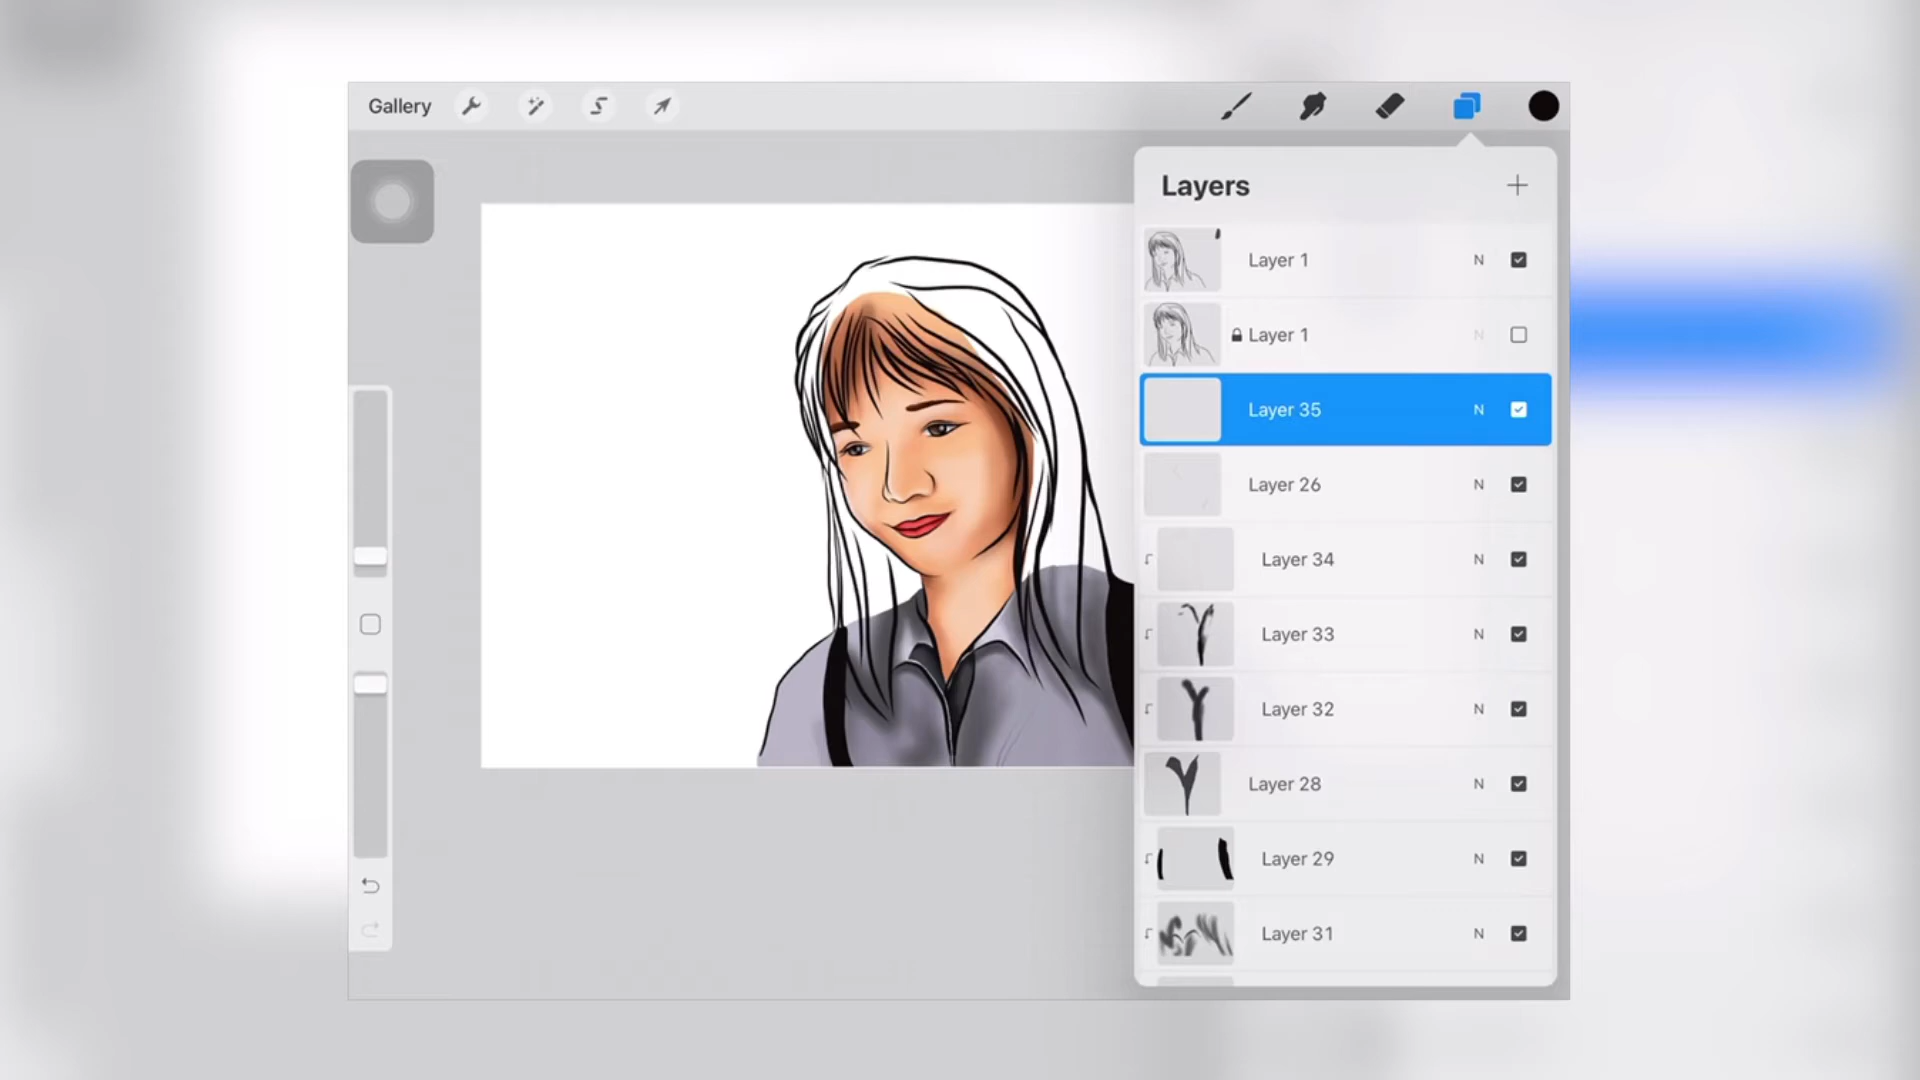 Gallery
Layers
Layer 1 N
Layer 1 N
Layer 35 N
Layer 26 N
Layer 34 N
Layer 33 N
Layer 32 N
Layer 28 N
Layer 29 N
Layer 31 N